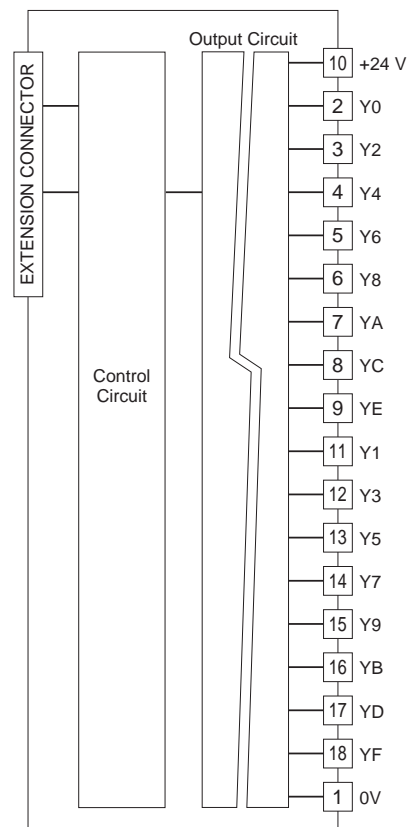 Output Circuit
EXTENSION CONNECTOR
Control
Circuit
10 +24 V
2 Y0
3 Y2
4 Y4
5 Y6
6 Y8
7 YA
8 YC
9 YE
11 Y1
12 Y3
13 Y5
14 Y7
15 Y9
16 YB
17 YD
18 YF
1 0V